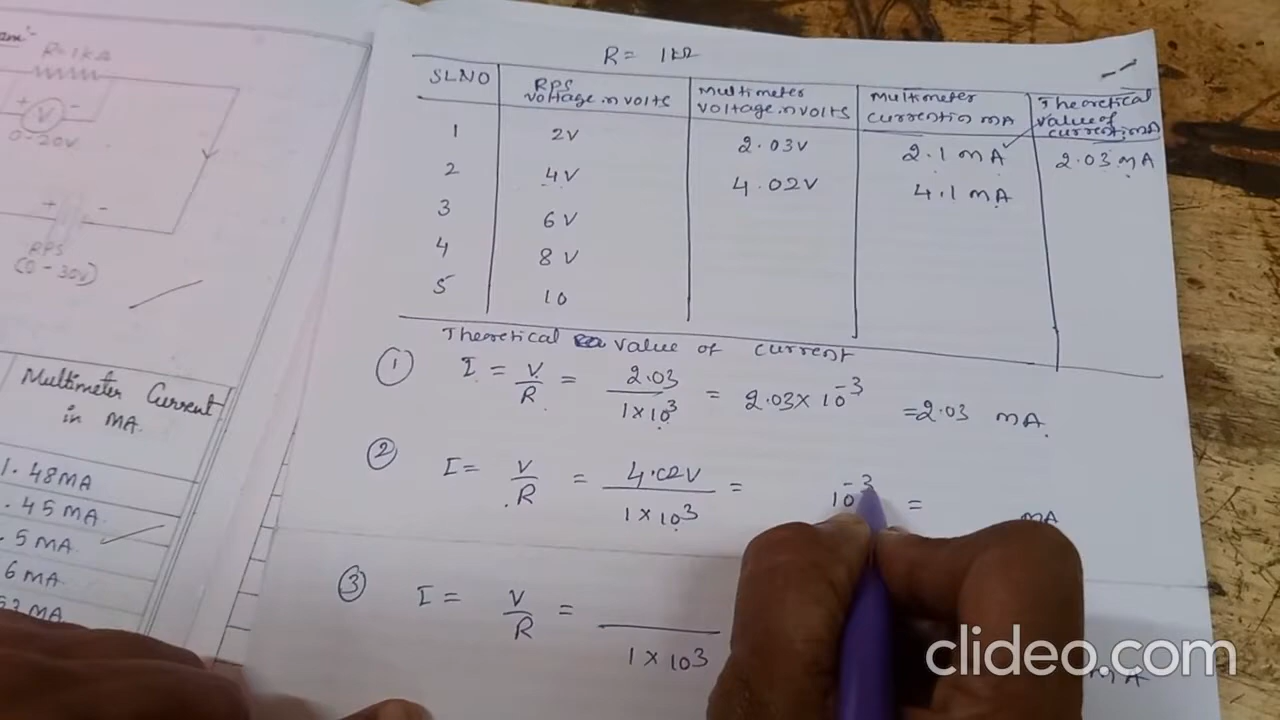 am:-
R=1kΩ
+ V -
0-20V
+ -
RPS
(0-30V)
Multimeter Current
in MA.
1.48MA
.45 MA
.5 MA
6 MA
53 MA
R = 1kΩ
SLNO
RPS
voltage in volts
Multimeter
voltage in volts
Multimeter
current in mA
Theoretical
value of
1 2V 2.03V 2.1 mA 2.03 mA
2 4V 4.02V 4.1 mA
3 6V
4 8V
5 10
Theoretical value of current
① I = V/R = 2.03/1×10³ = 2.03×10⁻³ =2.03 mA.
② I = V/R = 4.02V/1×10³ = 10⁻³ = mA
③ I = V/R = /1×10³ mA
clideo.com